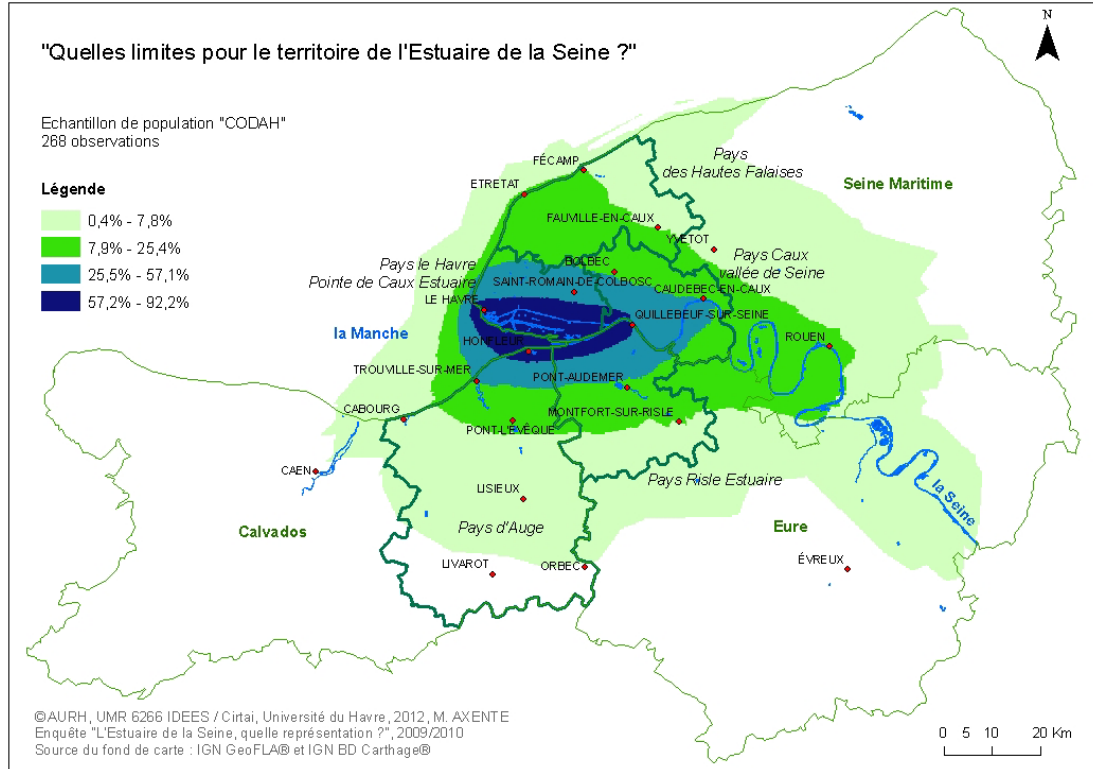 "Quelles limites pour le territoire de l'Estuaire de la Seine ?"
N
Echantillon de population "CODAH"
268 observations
Légende
0,4% - 7,8%
7,9% - 25,4%
25,5% - 57,1%
57,2% - 92,2%
FÉCAMP
Pays
des Hautes Falaises
ETRETAT
Seine Maritime
FAUVILLE-EN-CAUX
YVETOT
Pays Caux
vallée de Seine
Pays le Havre
Pointe de Caux Estuaire
BOLBEC
SAINT-ROMAIN-DE-COLBOSC
CAUDEBEC-EN-CAUX
LE HAVRE
QUILLEBEUF-SUR-SEINE
la Manche
HONFLEUR
ROUEN
TROUVILLE-SUR-MER
PONT-AUDEMER
CABOURG
MONTFORT-SUR-RISLE
PONT-L'EVÊQUE
CAEN
Pays Risle Estuaire
LISIEUX
la Seine
Calvados
Pays d'Auge
Eure
LIVAROT
ORBEC
ÉVREUX
©AURH, UMR 6266 IDEES / Cirtai, Université du Havre, 2012, M. AXENTE
Enquête "L'Estuaire de la Seine, quelle représentation ?", 2009/2010
Source du fond de carte : IGN GeoFLA® et IGN BD Carthage®
0 5 10 20 Km